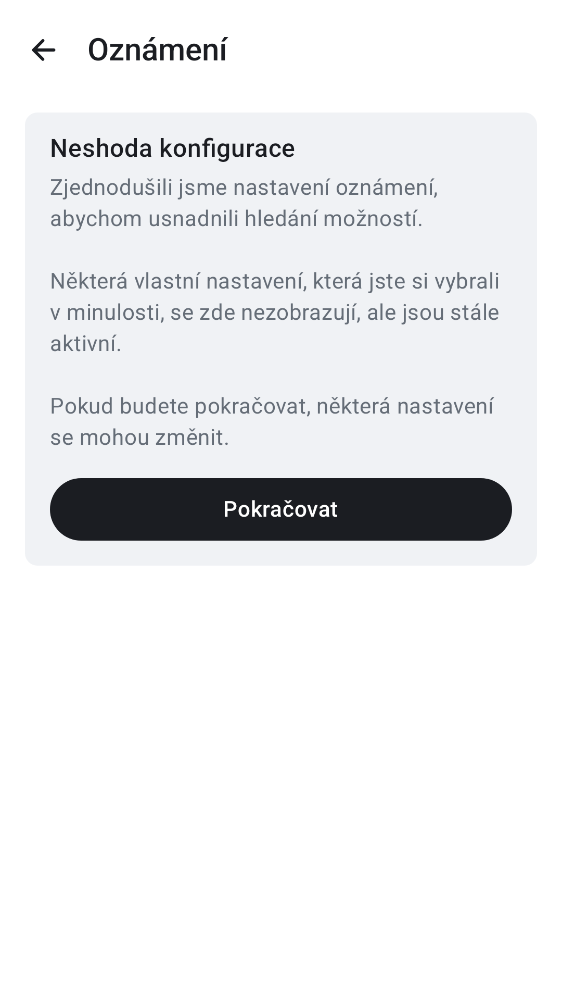 Oznámení
Neshoda konfigurace
Zjednodušili jsme nastavení oznámení,
abychom usnadnili hledání možností.
Některá vlastní nastavení, která jste si vybrali
v minulosti, se zde nezobrazují, ale jsou stále
aktivní.
Pokud budete pokračovat, některá nastavení
se mohou změnit.
Pokračovat